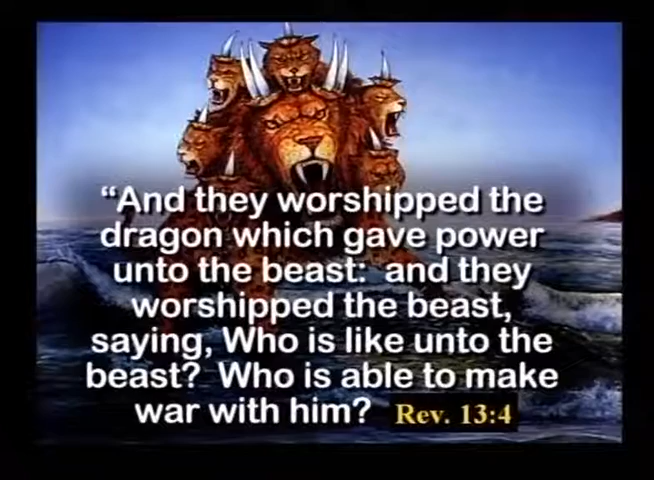 “And they worshipped the
dragon which gave power
unto the beast:  and they
worshipped the beast,
saying, Who is like unto the
beast?  Who is able to make
war with him?  Rev. 13:4